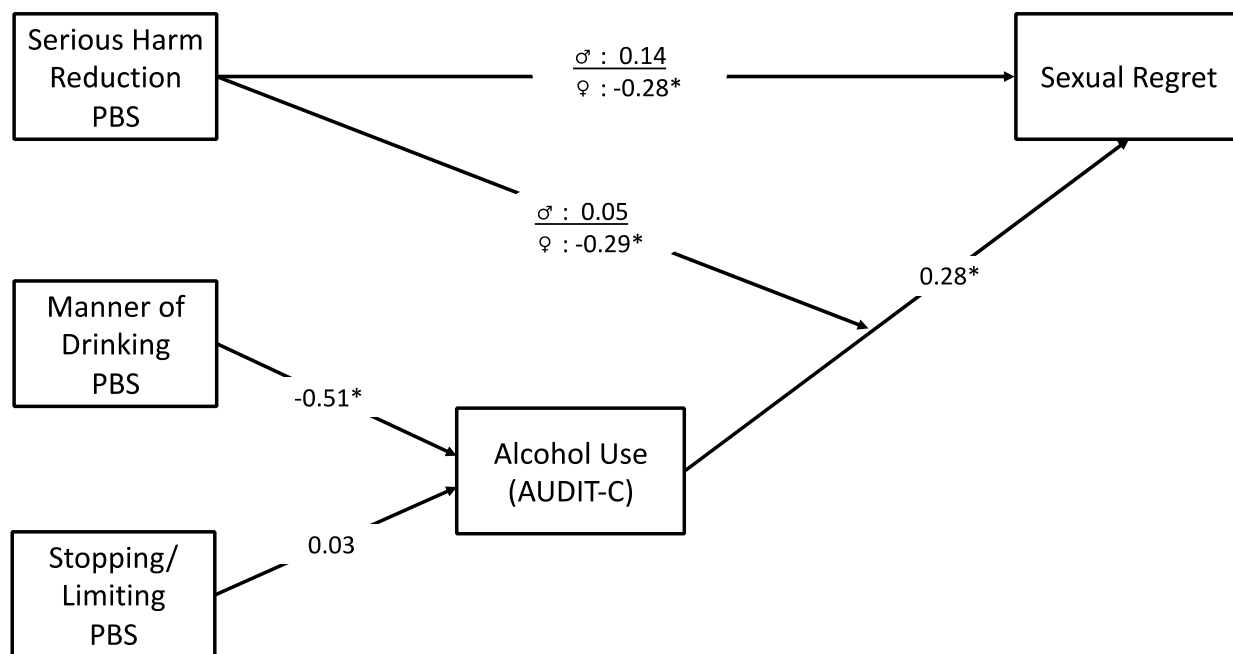 Serious Harm
Reduction
PBS
♂ : 0.14
♀ : -0.28*
Sexual Regret
♂ : 0.05
♀ : -0.29*
0.28*
Manner of
Drinking
PBS
-0.51*
Alcohol Use
(AUDIT-C)
Stopping/
Limiting
PBS
0.03